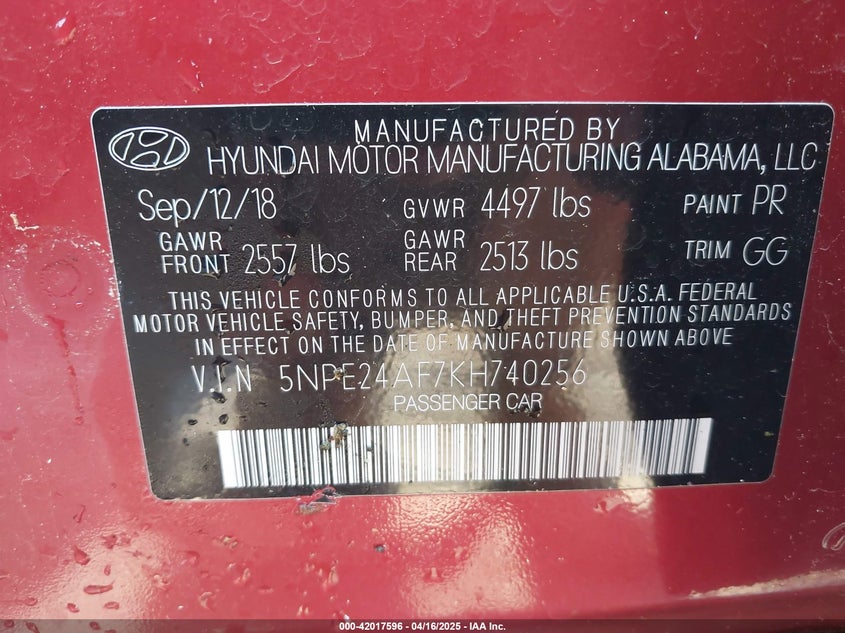 MANUFACTURED BY
HYUNDAI MOTOR MANUFACTURING ALABAMA, LLC
Sep/12/18 GVWR 4497 lbs PAINT PR
GAWR FRONT 2557 lbs GAWR REAR 2513 lbs TRIM GG
THIS VEHICLE CONFORMS TO ALL APPLICABLE U.S.A. FEDERAL
MOTOR VEHICLE SAFETY, BUMPER, AND THEFT PREVENTION STANDARDS
IN EFFECT ON THE DATE OF MANUFACTURE SHOWN ABOVE
V.I.N 5NPE24AF7KH740256
PASSENGER CAR
000-42017596 - 04/16/2025 - IAA Inc.